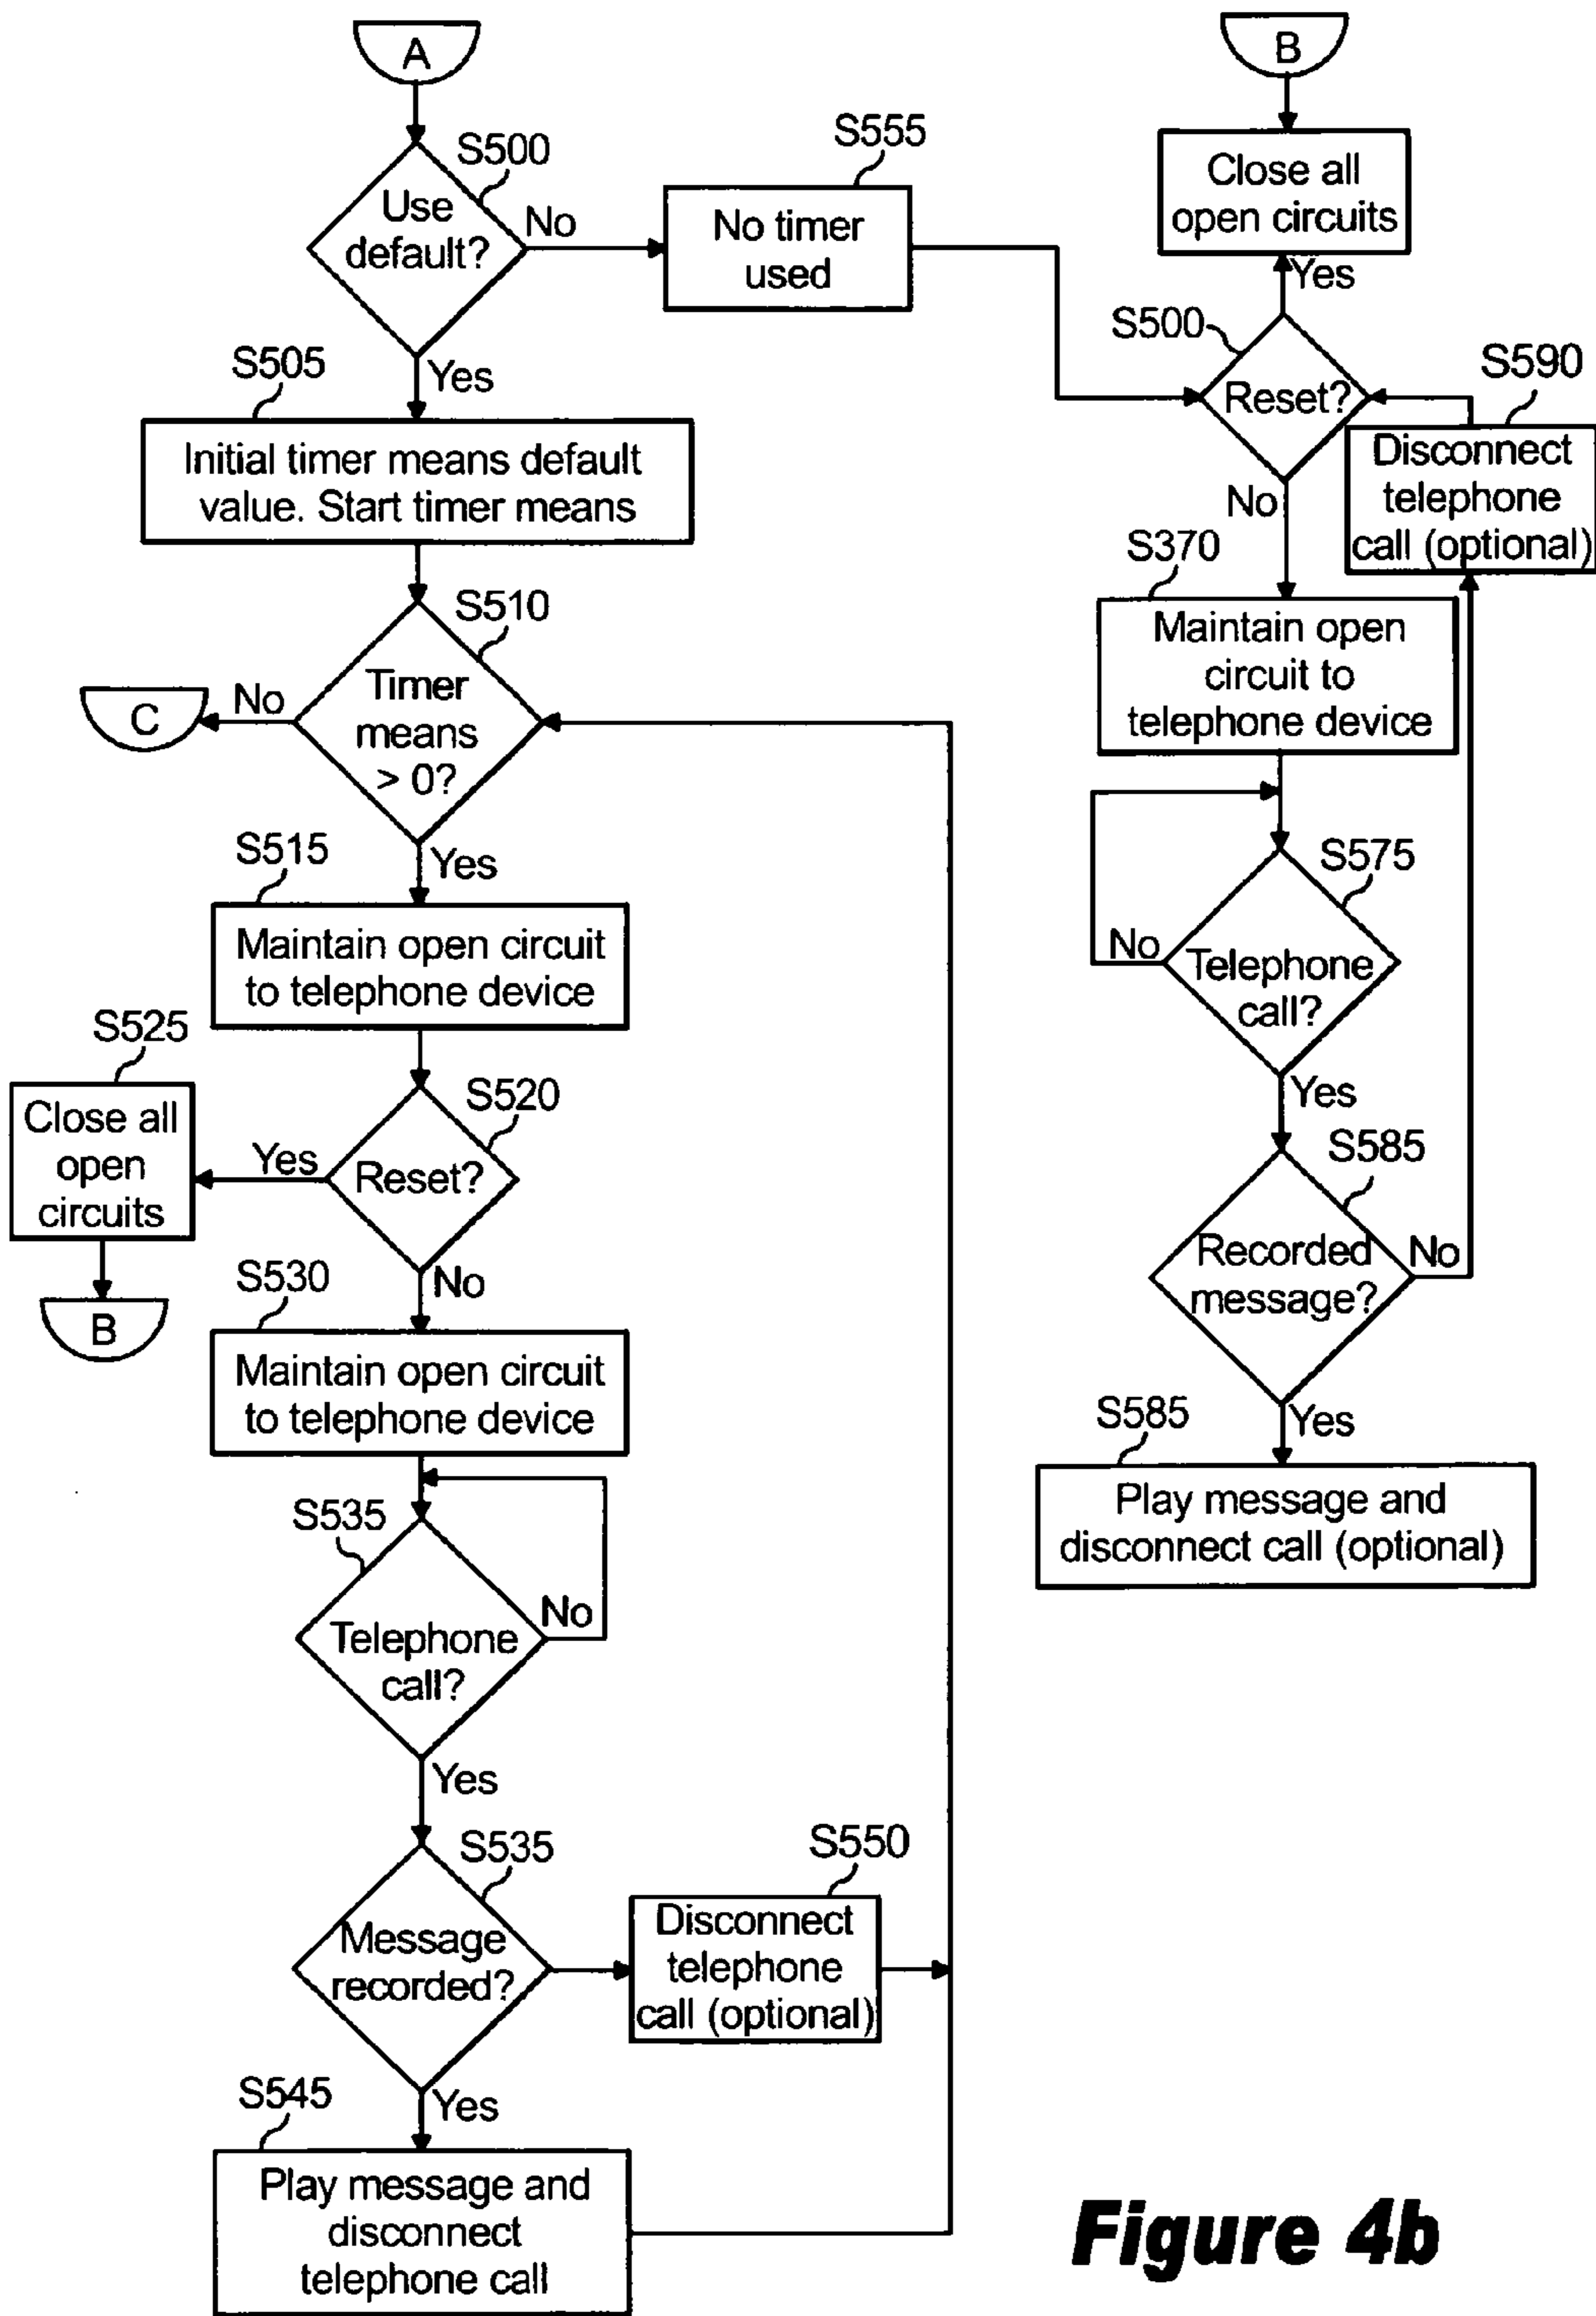 A
S500
Use
default?
No
Yes
S555
No timer
used
S505
Initial timer means default
value. Start timer means
S510
Timer
means
> 0?
No
C
Yes
S515
Maintain open circuit
to telephone device
S520
Reset?
Yes
S525
Close all
open
circuits
B
No
S530
Maintain open circuit
to telephone device
S535
Telephone
call?
No
Yes
S535
Message
recorded?
S550
Disconnect
telephone
call (optional)
Yes
S545
Play message and
disconnect
telephone call
B
Close all
open circuits
Yes
S500
Reset?
S590
Disconnect
telephone
call (optional)
No
S370
Maintain open
circuit to
telephone device
S575
Telephone
call?
No
Yes
S585
Recorded
message?
No
Yes
S585
Play message and
disconnect call (optional)
Figure 4b